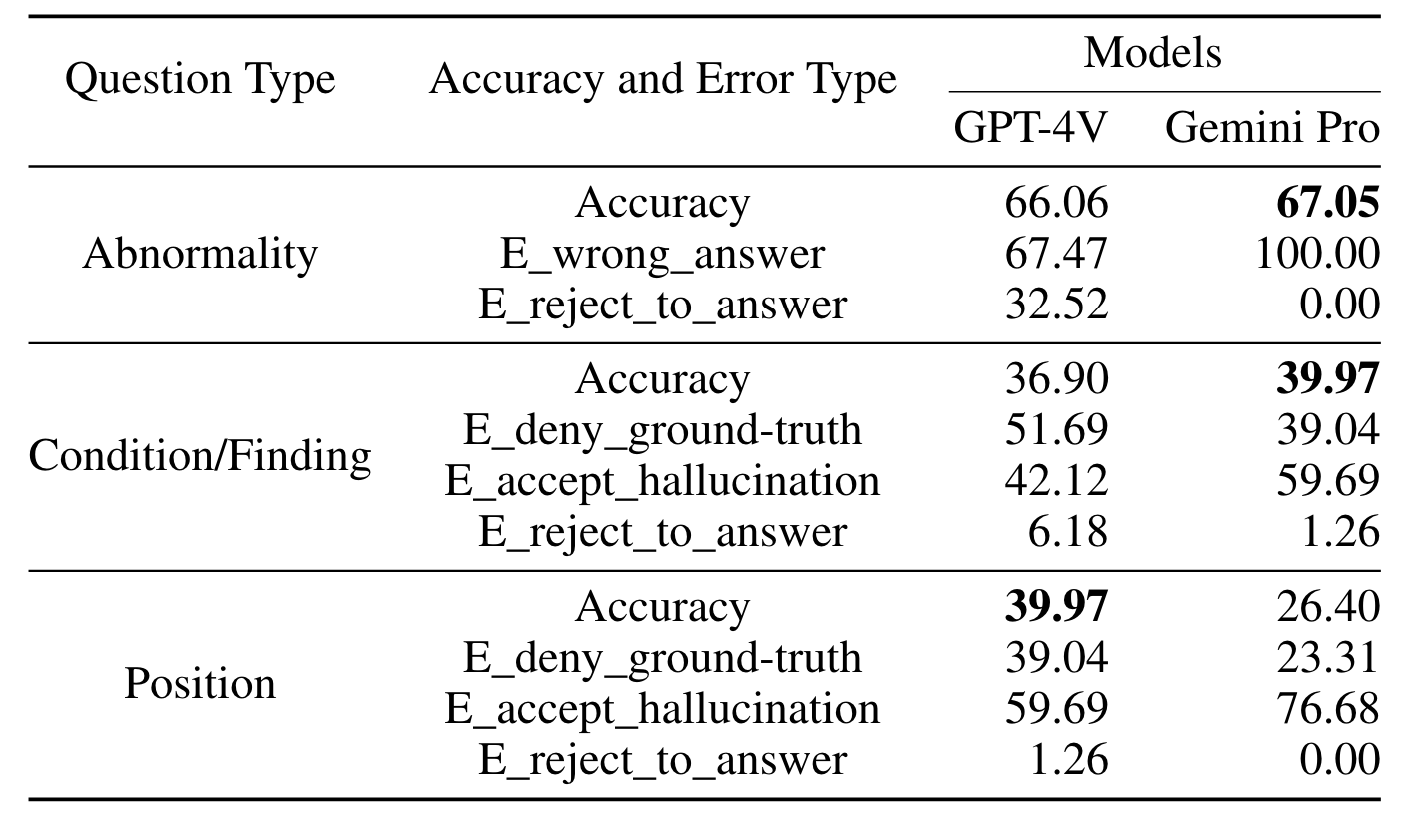 Models
Question Type Accuracy and Error Type
GPT-4V Gemini Pro
Accuracy 66.06 67.05
Abnormality E_wrong_answer 67.47 100.00
E_reject_to_answer 32.52 0.00
Accuracy 36.90 39.97
E_deny_ground-truth 51.69 39.04
Condition/Finding
E_accept_hallucination 42.12 59.69
E_reject_to_answer 6.18 1.26
Accuracy 39.97 26.40
E_deny_ground-truth 39.04 23.31
Position
E_accept_hallucination 59.69 76.68
E_reject_to_answer 1.26 0.00